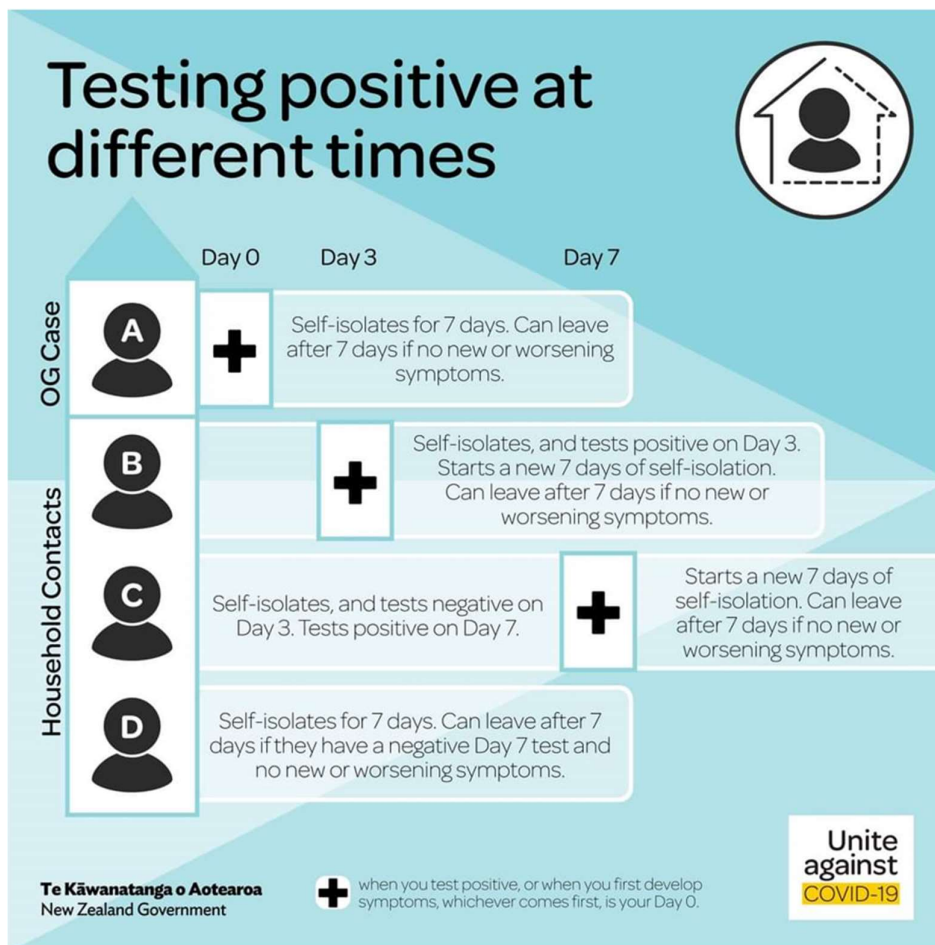 Testing positive at
different times
Day 0
Day 3
Day 7
OG Case
A
Self-isolates for 7 days. Can leave
after 7 days if no new or worsening
symptoms.
Household Contacts
B
Self-isolates, and tests positive on Day 3.
Starts a new 7 days of self-isolation.
Can leave after 7 days if no new or
worsening symptoms.
C
Self-isolates, and tests negative on
Day 3. Tests positive on Day 7.
Starts a new 7 days of
self-isolation. Can leave
after 7 days if no new or
worsening symptoms.
D
Self-isolates for 7 days. Can leave after 7
days if they have a negative Day 7 test and
no new or worsening symptoms.
Te Kāwanatanga o Aotearoa
New Zealand Government
when you test positive, or when you first develop
symptoms, whichever comes first, is your Day 0.
Unite
against
COVID-19